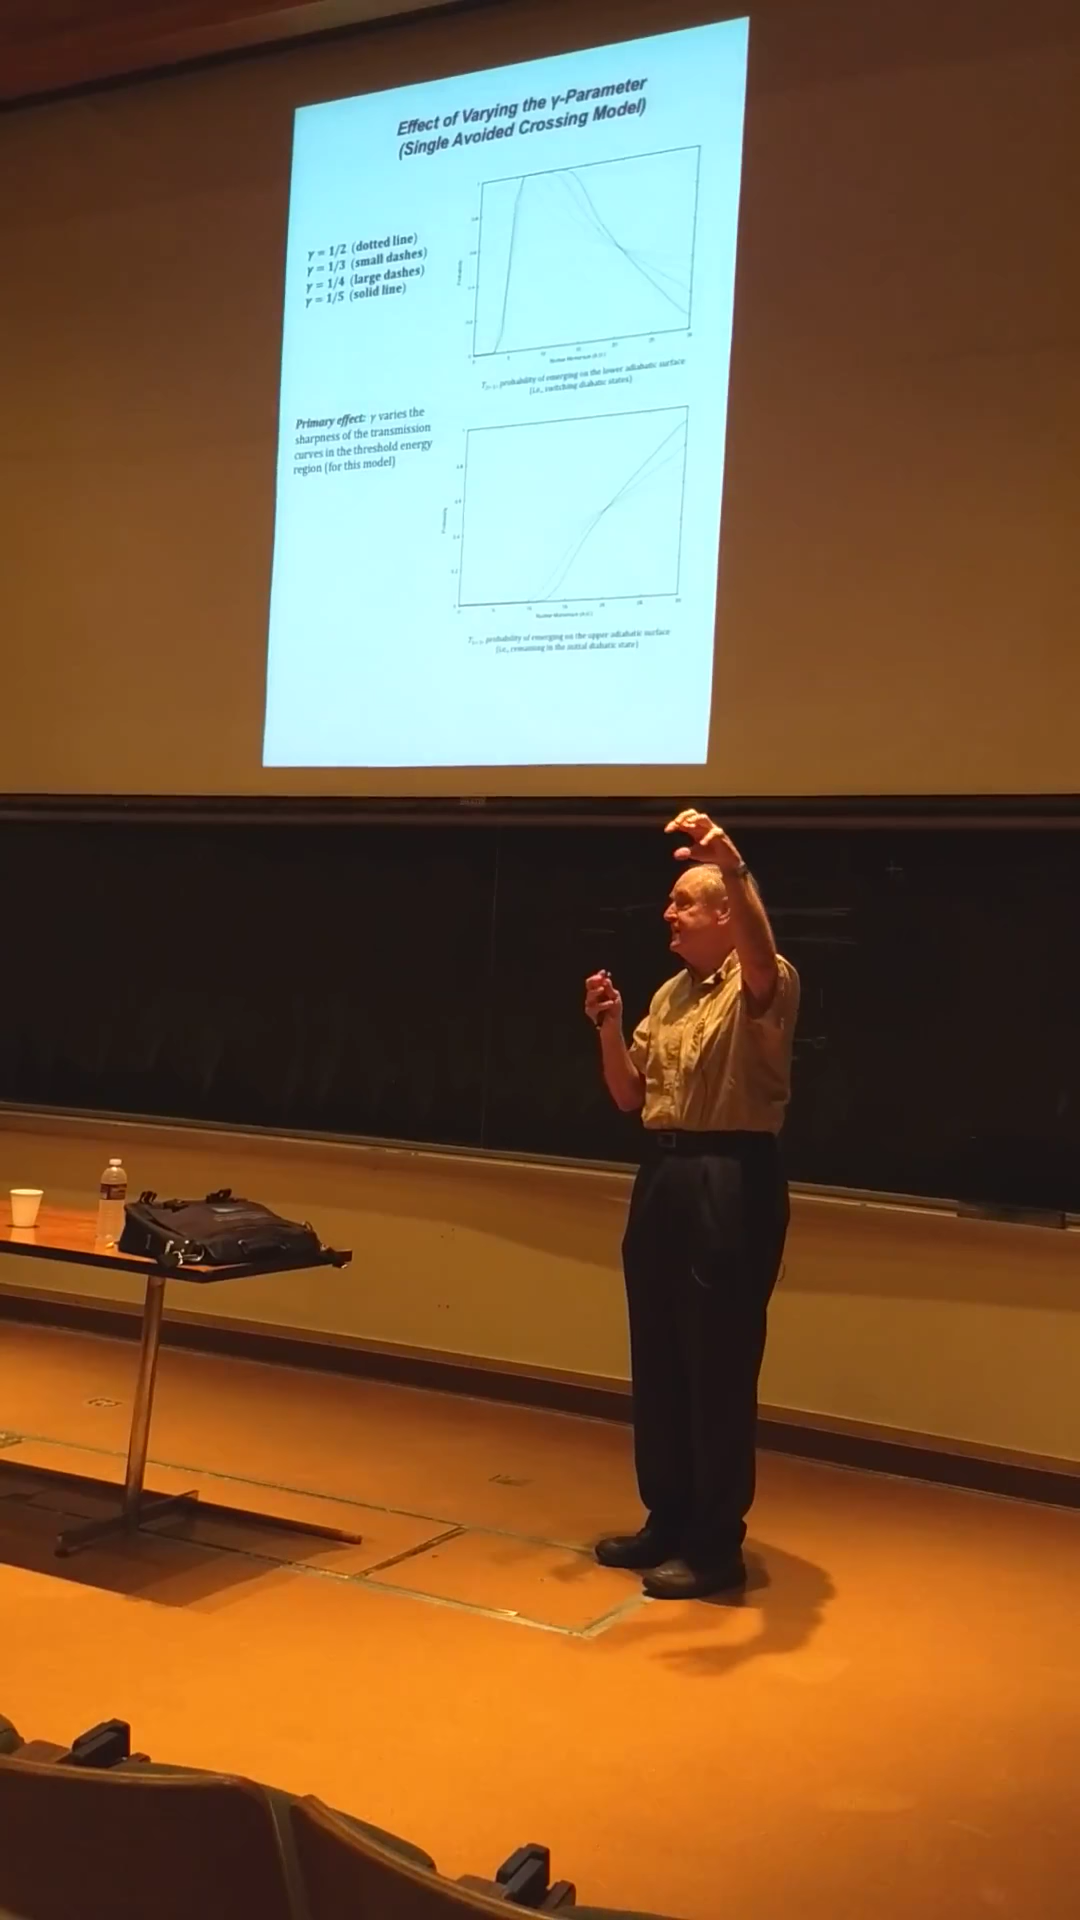 Effect of Varying the γ-Parameter
(Single Avoided Crossing Model)
γ = 1/2 (dotted line)
γ = 1/3 (small dashes)
γ = 1/4 (large dashes)
γ = 1/5 (solid line)
probability of emerging on the lower adiabatic surface
(i.e., switching diabatic states)
Primary effect: γ varies the
sharpness of the transmission
curves in the threshold energy
region (for this model)
probability of emerging on the upper adiabatic surface
(i.e., remaining in the initial diabatic state)